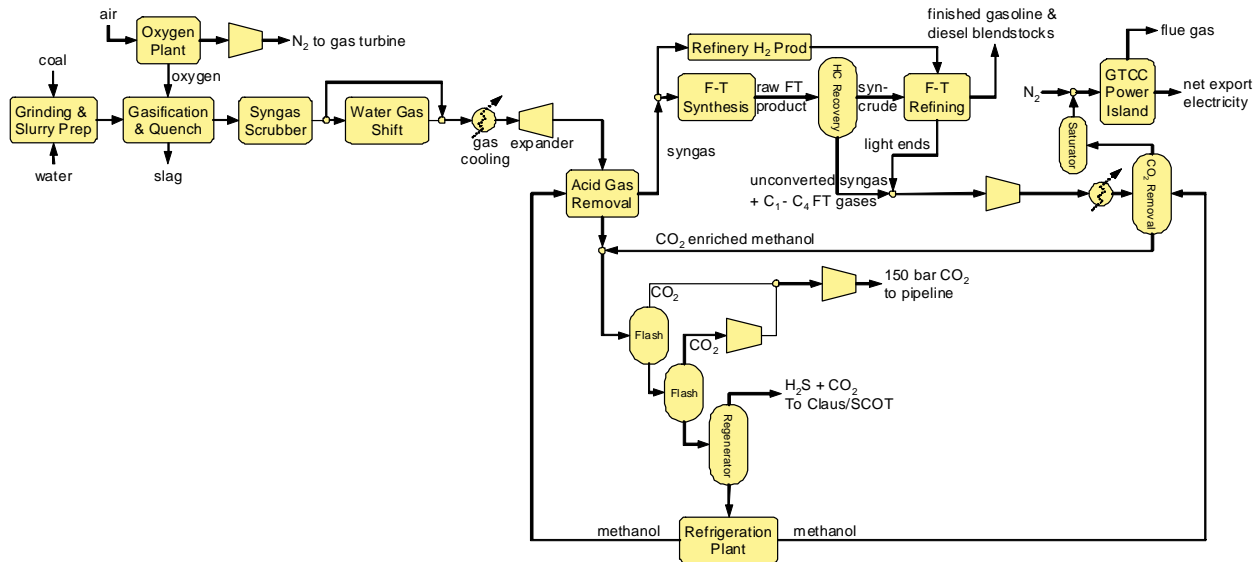 air
Oxygen
Plant
N2 to gas turbine
coal
oxygen
Grinding &
Slurry Prep
Gasification
& Quench
Syngas
Scrubber
Water Gas
Shift
gas
cooling
expander
water
slag
Acid Gas
Removal
syngas
Refinery H2 Prod
F-T
Synthesis
raw FT
product
HC Recovery
syn-
crude
F-T
Refining
finished gasoline &
diesel blendstocks
light ends
unconverted syngas
+ C1 - C4 FT gases
N2
Saturator
GTCC
Power
Island
flue gas
net export
electricity
CO2 Removal
CO2 enriched methanol
CO2
150 bar CO2
to pipeline
Flash
CO2
Flash
H2S + CO2
To Claus/SCOT
Regenerator
methanol
Refrigeration
Plant
methanol